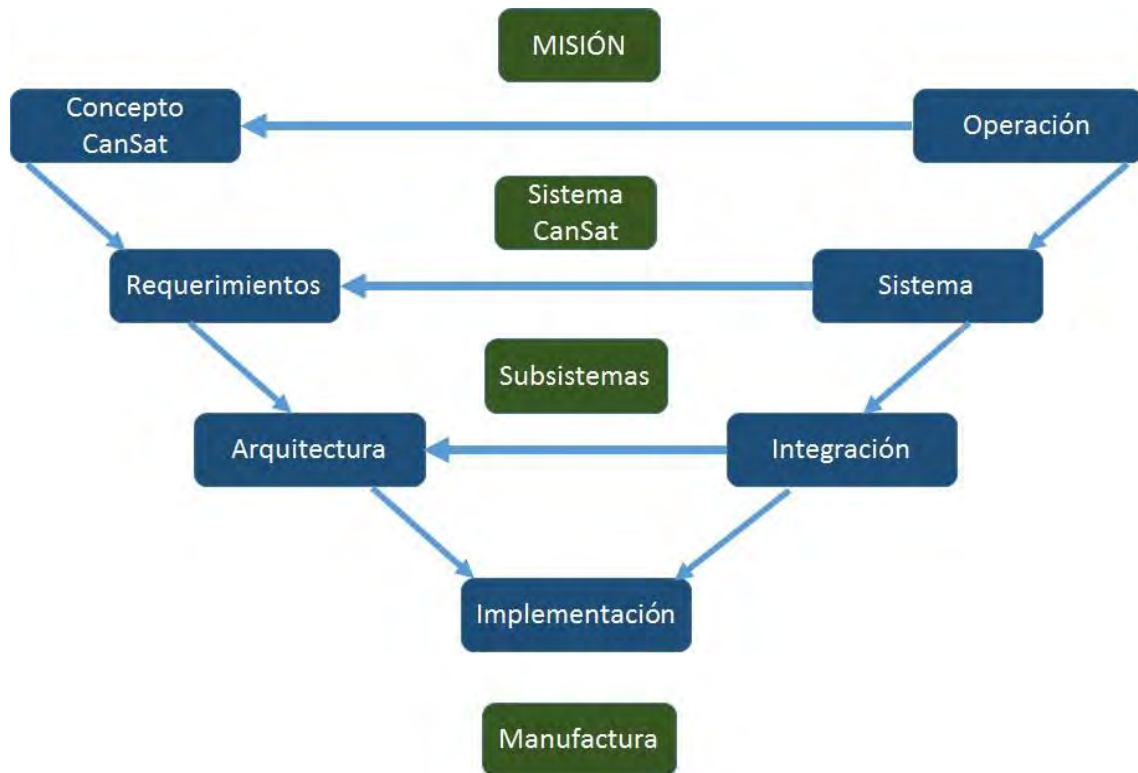 MISIÓN
Concepto
CanSat
Operación
Sistema
CanSat
Requerimientos
Sistema
Subsistemas
Arquitectura
Integración
Implementación
Manufactura